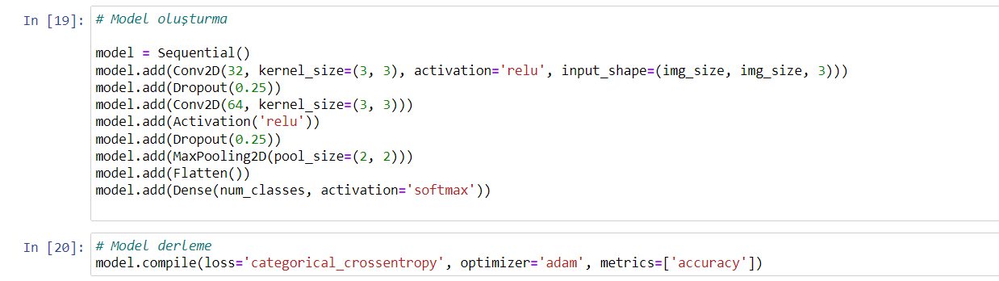 In [19]: # Model oluşturma
model = Sequential()
model.add(Conv2D(32, kernel_size=(3, 3), activation='relu', input_shape=(img_size, img_size, 3)))
model.add(Dropout(0.25))
model.add(Conv2D(64, kernel_size=(3, 3)))
model.add(Activation('relu'))
model.add(Dropout(0.25))
model.add(MaxPooling2D(pool_size=(2, 2)))
model.add(Flatten())
model.add(Dense(num_classes, activation='softmax'))
In [20]: # Model derleme
model.compile(loss='categorical_crossentropy', optimizer='adam', metrics=['accuracy'])